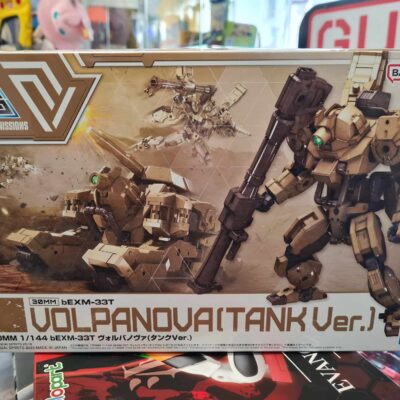 MISSIONS
GU
BA
30MM bEXM-33T
VOLPANOVA(TANK Ver.)
0MM 1/144 bEXM-33T ヴォルパノヴァ(タンクVer.)
EVAN